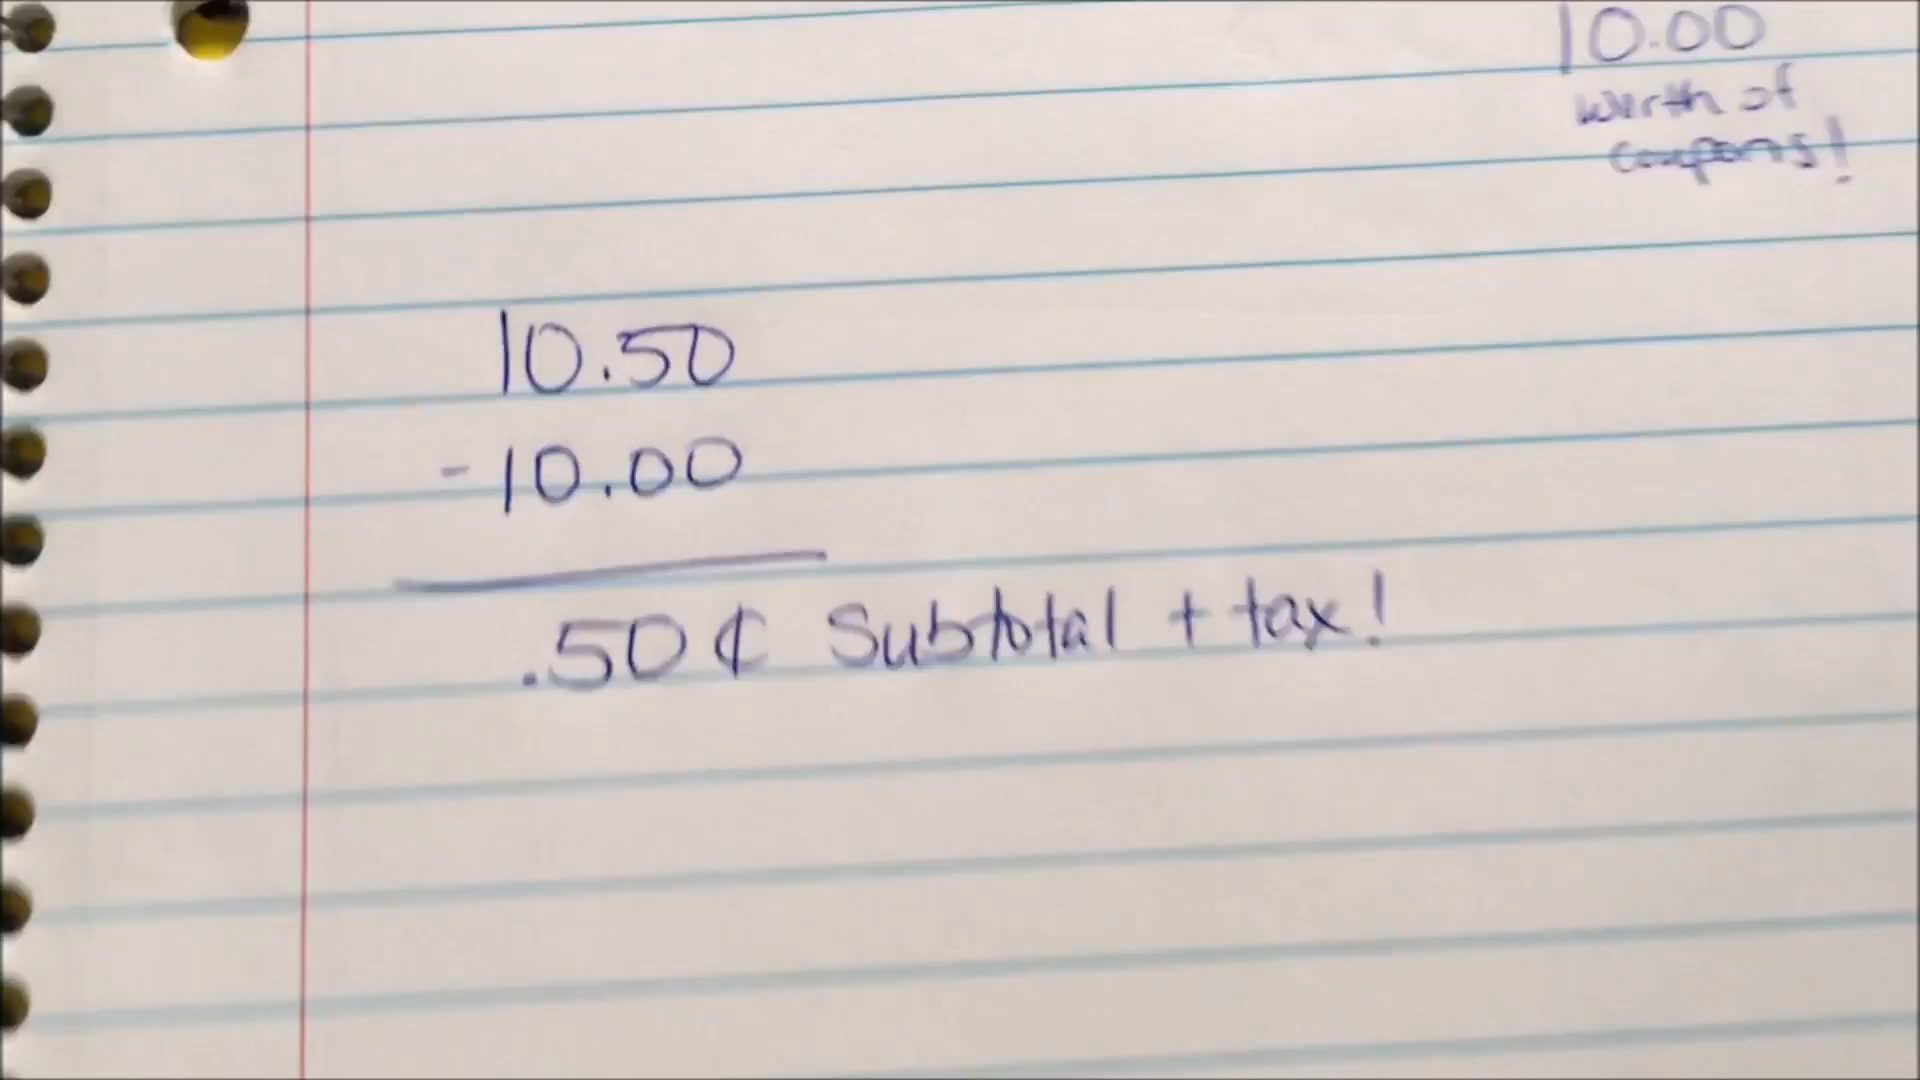 10.00
worth of
coupons!
10.50
- 10.00
.50 ¢ Subtotal + tax!